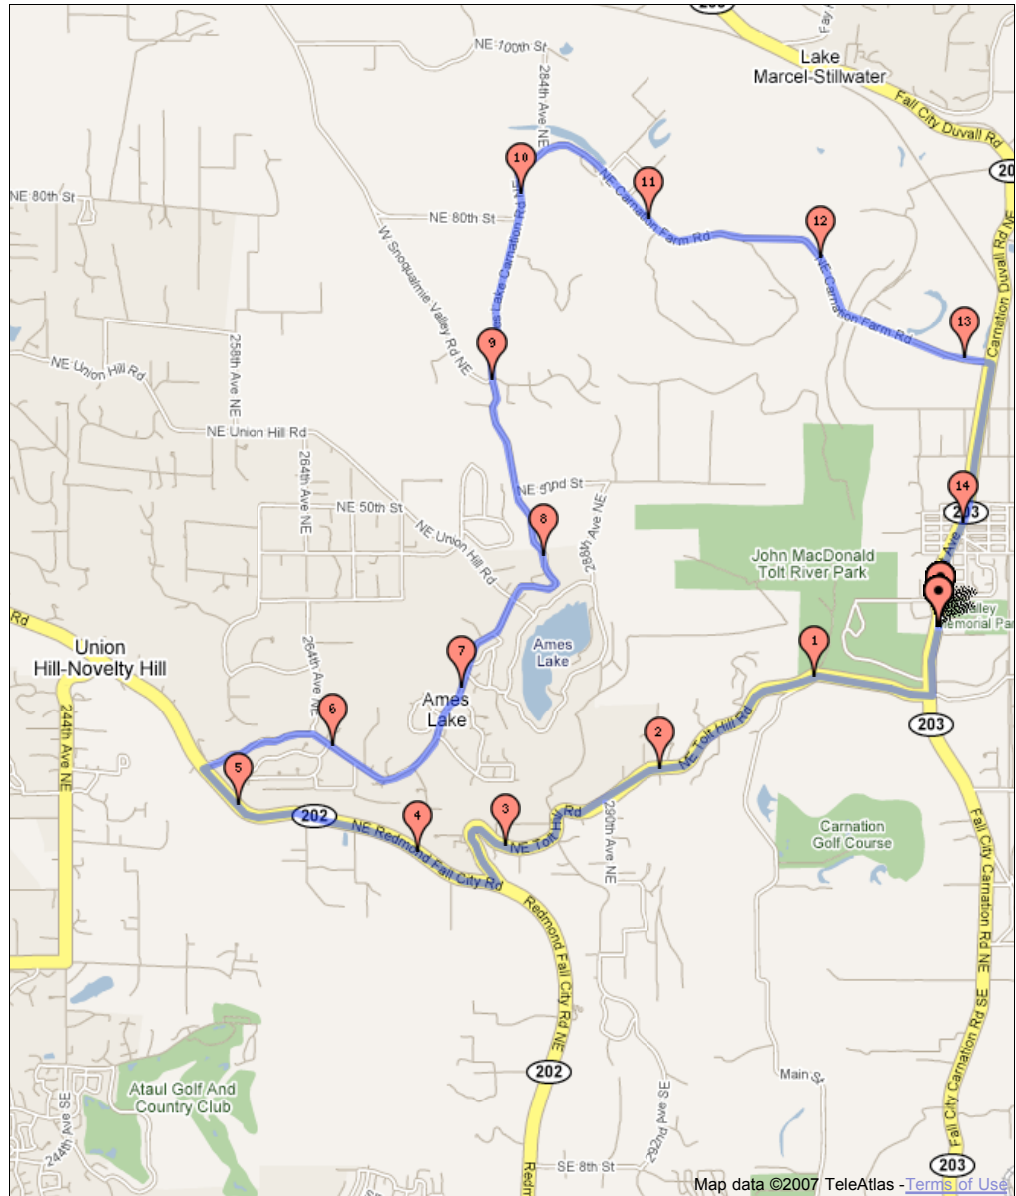 NE 100th St
284th Ave NE
Lake
Marcel-Stillwater
Fall City Duvall Rd
10
NE 80th St
11
NE Carnation Farm Rd
NE 80th St
12
W Snoqualmie Valley Rd NE
Carnation Duvall Rd NE
NE Carnation Farm Rd
13
9
258th Ave NE
NE Union Hill Rd
NE Union Hill Rd
264th Ave NE
14
203
NE 50th St
8
NE Union Hill Rd
288th Ave NE
John MacDonald
Tolt River Park
Ave
Rd
Union
Hill-Novelty Hill
264th Ave NE
7
Ames
Lake
1
Ames
Lake
6
2
NE Tolt Hill Rd
203
244th Ave NE
5
202
4
3
NE Tolt Hill Rd
290th Ave NE
NE Redmond Fall City Rd
Carnation
Golf Course
Redmond Fall City Rd NE
Fall City Carnation Rd NE
Fall City Carnation Rd SE
202
Ataul Golf And
Country Club
244th Ave SE
Main St
292nd Ave SE
SE 8th St
203
Map data ©2007 TeleAtlas - Terms of Use